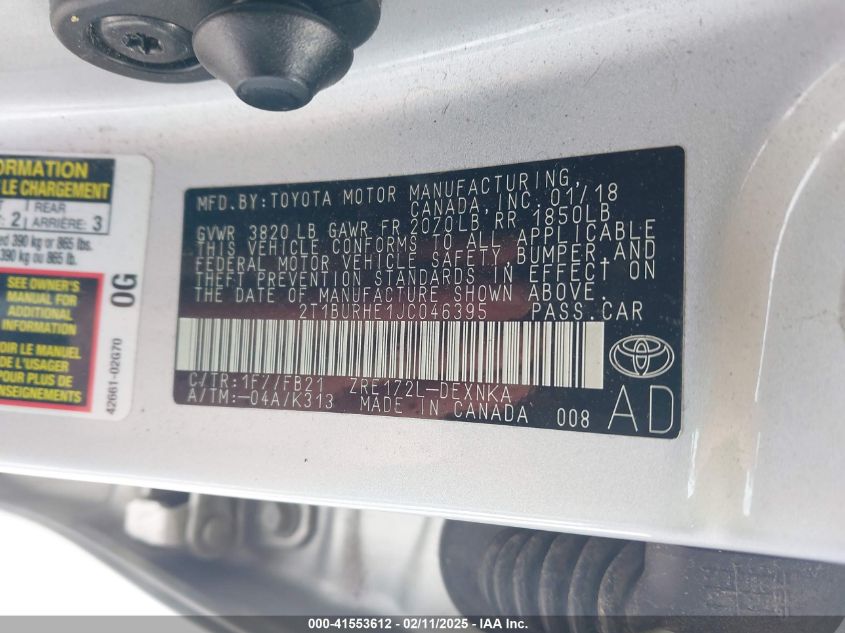 ORMATION
LE CHARGEMENT
REAR
2 ARRIÈRE: 3
ed 390 kg or 865 lbs.
390 kg ou 865 lb.
SEE OWNER'S
MANUAL FOR
ADDITIONAL
INFORMATION
OIR LE MANUEL
DE L'USAGER
POUR PLUS DE
ENSEIGNEMENTS
0G
42661-02G70
MFD.BY:TOYOTA MOTOR MANUFACTURING,
CANADA, INC. 01/18
GVWR 3820 LB GAWR FR 2070LB RR 1850LB
THIS VEHICLE CONFORMS TO ALL APPLICABLE
FEDERAL MOTOR VEHICLE SAFETY BUMPER,AND
THEFT PREVENTION STANDARDS IN EFFECT ON
THE DATE OF MANUFACTURE SHOWN ABOVE.
2T1BURHE1JC046395 PASS.CAR
C/TR:1F7/FB21 ZRE172L-DEXNKA
A/TM:-04A/K313 MADE IN CANADA 008 AD
000-41553612 - 02/11/2025 - IAA Inc.